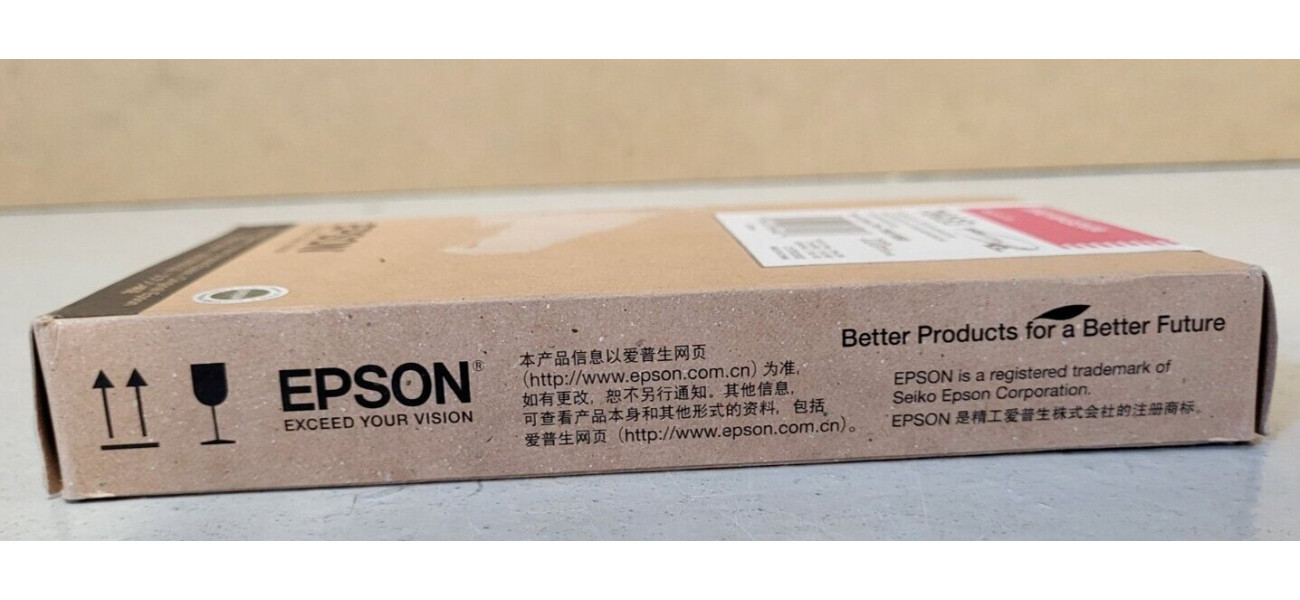 EPSON
EPSON®
EXCEED YOUR VISION
本产品信息以爱普生网页
(http://www.epson.com.cn) 为准,
如有更改, 恕不另行通知。其他信息,
可查看产品本身和其他形式的资料, 包括
爱普生网页 (http://www.epson.com.cn)。
Better Products for a Better Future
EPSON is a registered trademark of
Seiko Epson Corporation.
EPSON 是精工爱普生株式会社的注册商标。